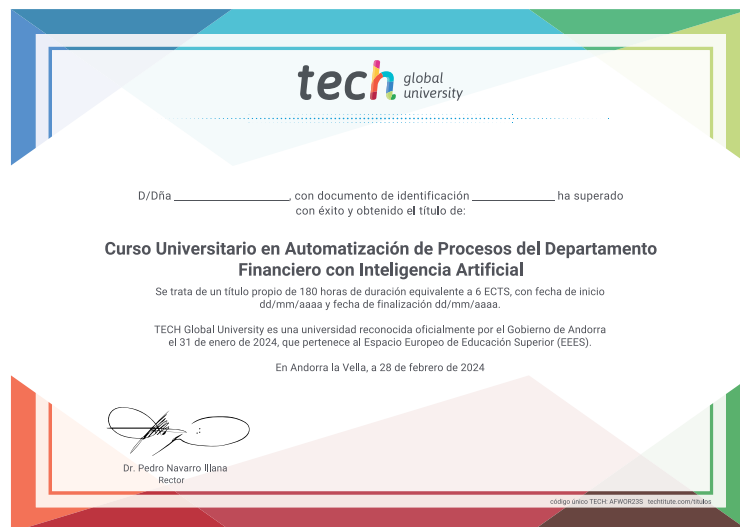 tech global
university
D/Dña ____________________, con documento de identificación ______________ ha superado
con éxito y obtenido el título de:
Curso Universitario en Automatización de Procesos del Departamento
Financiero con Inteligencia Artificial
Se trata de un título propio de 180 horas de duración equivalente a 6 ECTS, con fecha de inicio
dd/mm/aaaa y fecha de finalización dd/mm/aaaa.
TECH Global University es una universidad reconocida oficialmente por el Gobierno de Andorra
el 31 de enero de 2024, que pertenece al Espacio Europeo de Educación Superior (EEES).
En Andorra la Vella, a 28 de febrero de 2024
Dr. Pedro Navarro Illana
Rector
código único TECH: AFWOR23S techtitute.com/titulos